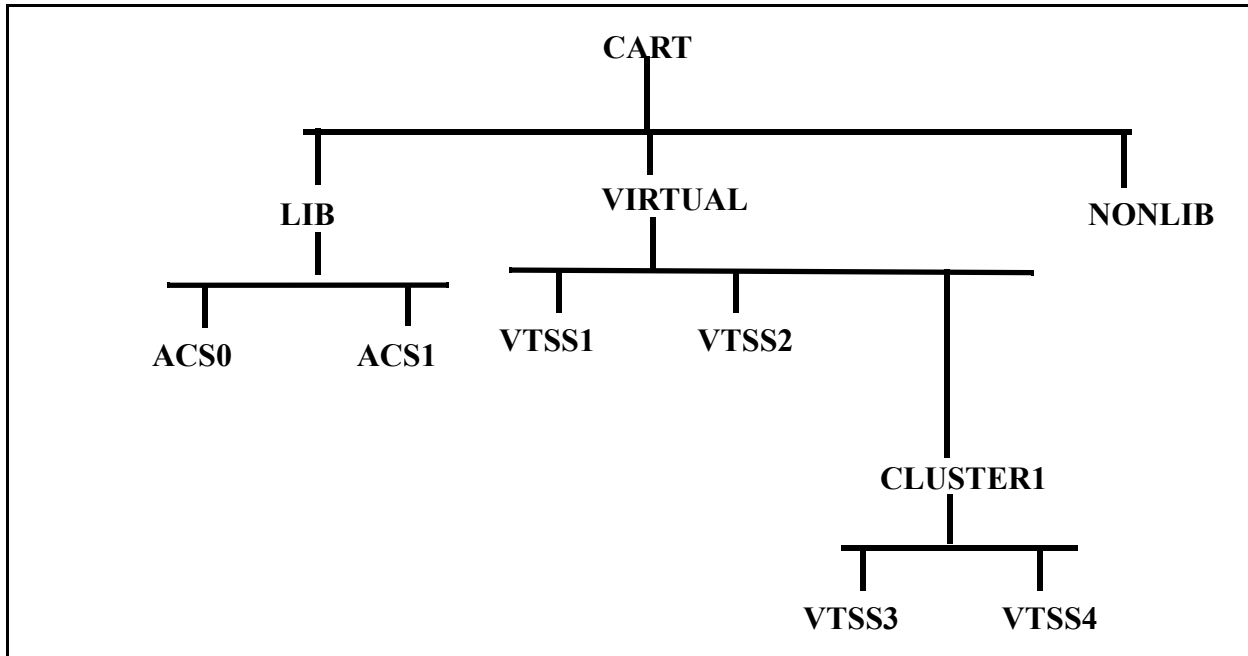 CART
LIB
VIRTUAL
NONLIB
ACS0
ACS1
VTSS1
VTSS2
CLUSTER1
VTSS3
VTSS4